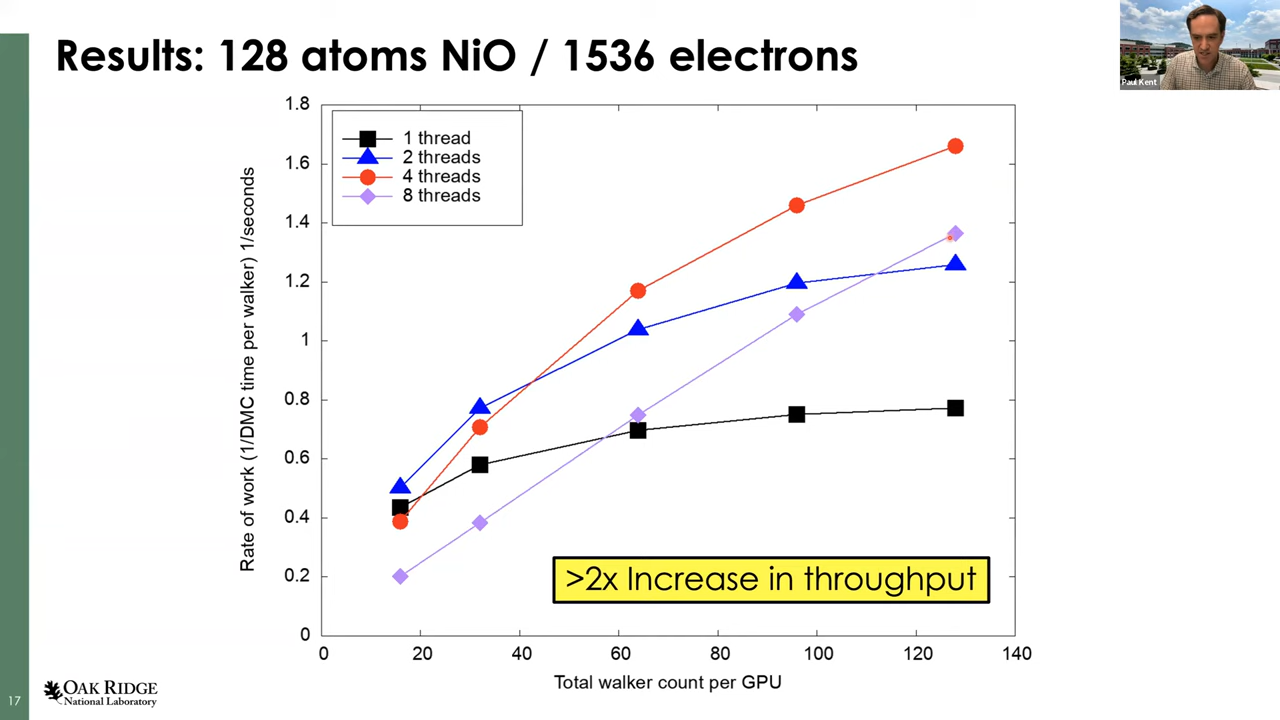 Results: 128 atoms NiO / 1536 electrons
Paul Kent
1 thread
2 threads
4 threads
8 threads
Rate of work (1/DMC time per walker) 1/seconds
1.8
1.6
1.4
1.2
1
0.8
0.6
0.4
0.2
0
>2x Increase in throughput
0 20 40 60 80 100 120 140
Total walker count per GPU
17
OAK RIDGE
National Laboratory